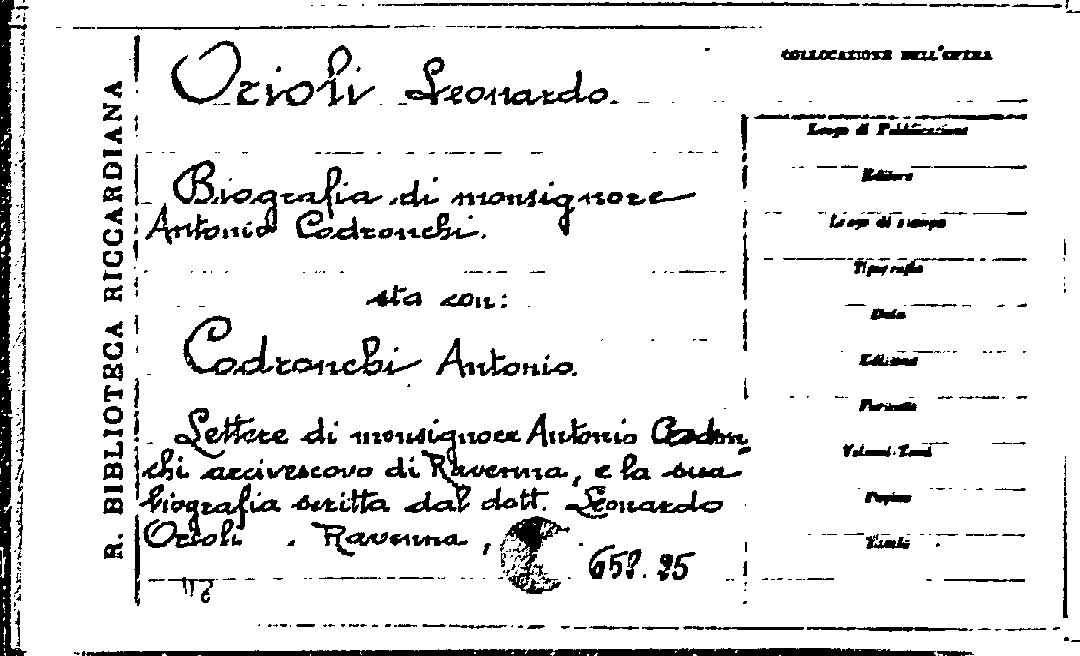 R. BIBLIOTECA RICCARDIANA
Orioli Leonardo.
Biografia di monsignore
Antonio Codronchi.
sta con:
Codronchi Antonio.
Lettere di monsignore Antonio Codron,
chi arcivescovo di Ravenna, e la sua
biografia scritta dal dott. Leonardo
Orioli. Ravenna,
COLLOCAZIONE DELL'OPERA
Luogo di Pubblicazione
Editore
Luogo di stampa
Tipografia
Data
Edizione
Formato
Volumi-Tomi
Pagine
Tavole